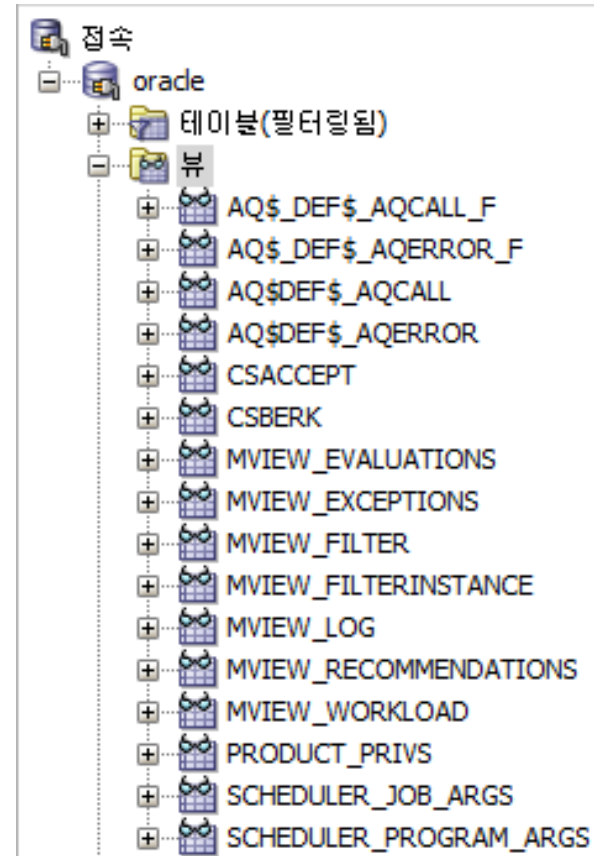 접속
oracle
테이블(필터링됨)
뷰
AQ$_DEF$_AQCALL_F
AQ$_DEF$_AQERROR_F
AQ$DEF$_AQCALL
AQ$DEF$_AQERROR
CSACCEPT
CSBERK
MVIEW_EVALUATIONS
MVIEW_EXCEPTIONS
MVIEW_FILTER
MVIEW_FILTERINSTANCE
MVIEW_LOG
MVIEW_RECOMMENDATIONS
MVIEW_WORKLOAD
PRODUCT_PRIVS
SCHEDULER_JOB_ARGS
SCHEDULER_PROGRAM_ARGS